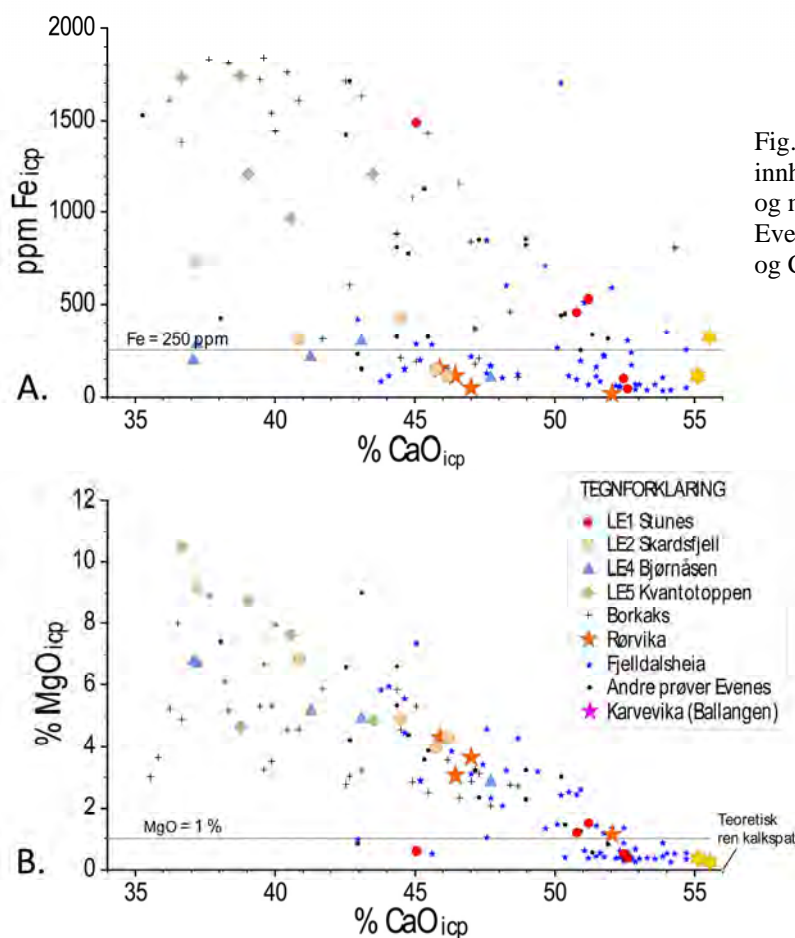 2000
1500
1000
500
0
ppm Fe icp
Fe = 250 ppm
A.
35 40 45 50 55
% CaO icp
Fig.
innh
og r
Eve
og C
12
10
8
6
4
2
0
% MgO icp
MgO = 1 %
B.
35 40 45 50 55
% CaO icp
TEGNFORKLARING
LE1 Stunes
LE2 Skardsfjell
LE4 Bjørnåsen
LE5 Kvantotoppen
Borkaks
Rørvika
Fjelldalsheia
Andre prøver Evenes
Karvevika (Ballangen)
Teoretisk
ren kalkspat